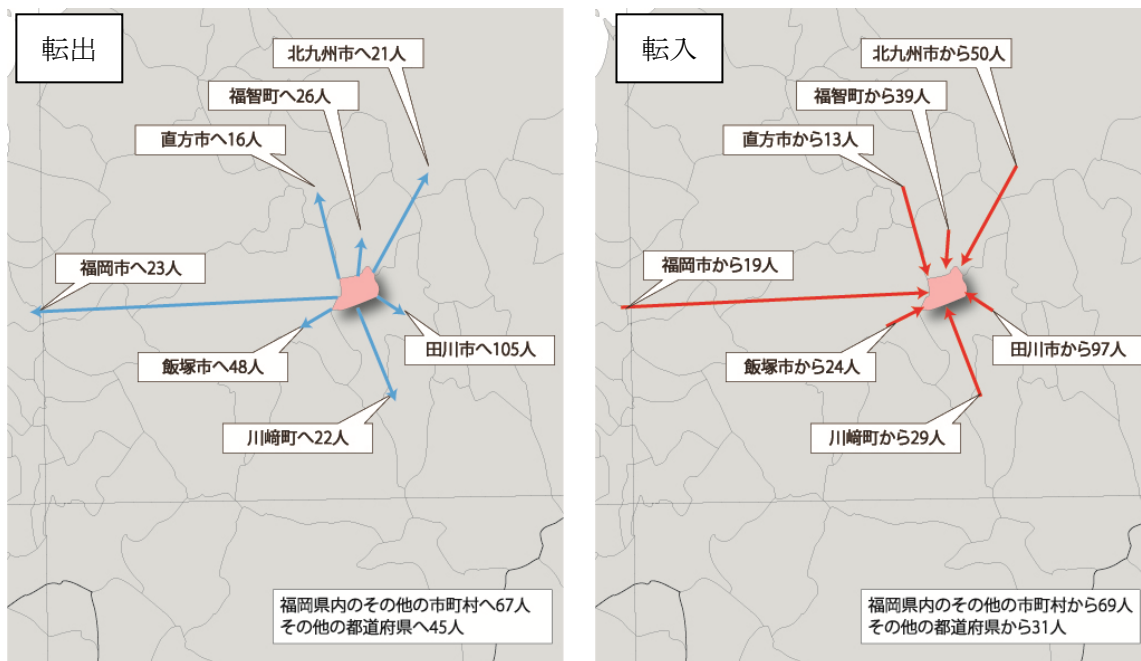 転出
北九州市へ21人
福智町へ26人
直方市へ16人
福岡市へ23人
田川市へ105人
飯塚市へ48人
川﨑町へ22人
福岡県内のその他の市町村へ67人
その他の都道府県へ45人
転入
北九州市から50人
福智町から39人
直方市から13人
福岡市から19人
田川市から97人
飯塚市から24人
川﨑町から29人
福岡県内のその他の市町村から69人
その他の都道府県から31人